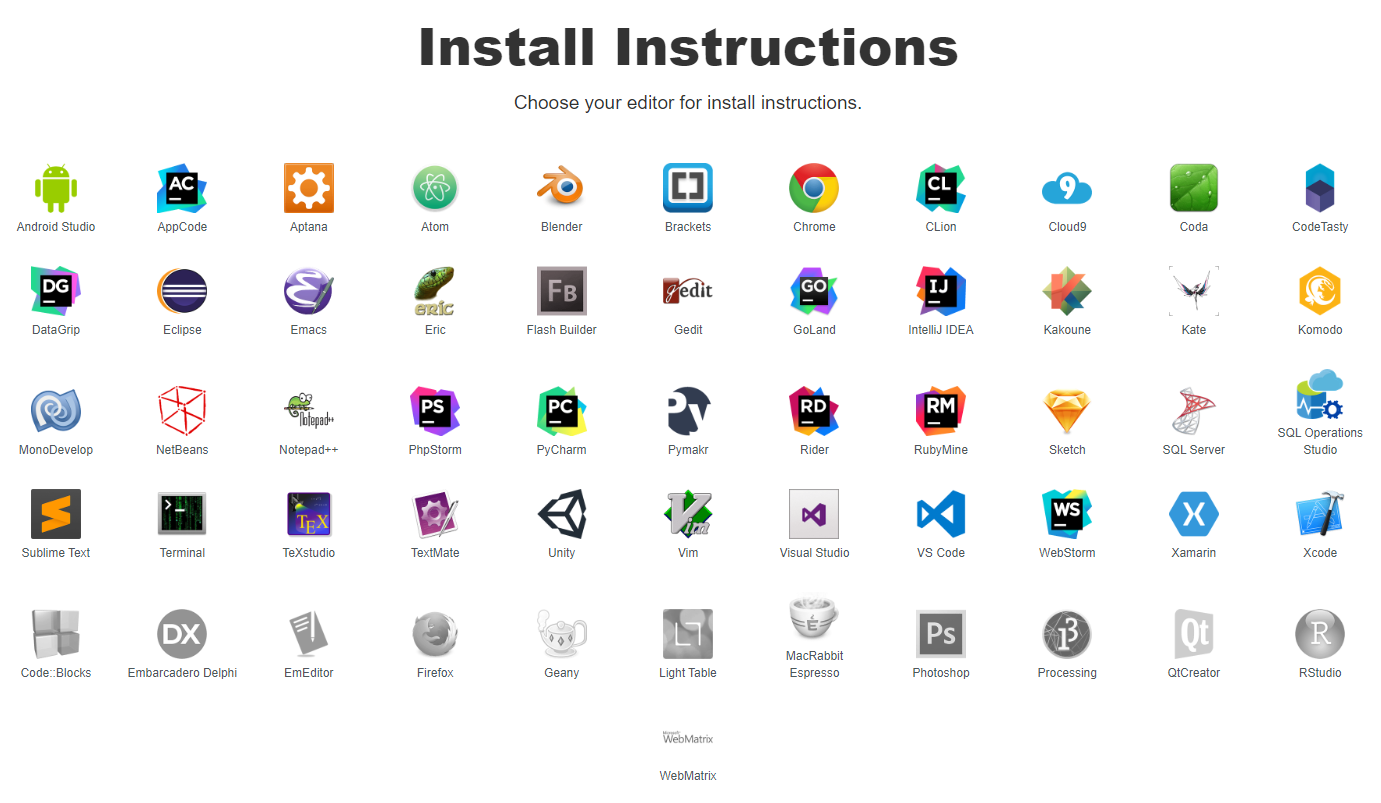 Install Instructions
Choose your editor for install instructions.
AC
9
CL
Android Studio
AppCode
Aptana
Atom
Blender
Brackets
Chrome
CLion
Cloud9
Coda
CodeTasty
DG
ERIC
FB
gedit
GO
IJ
DataGrip
Eclipse
Emacs
Eric
Flash Builder
Gedit
GoLand
IntelliJ IDEA
Kakoune
Kate
Komodo
Notepad++
PS
PC
Py
RD
RM
MonoDevelop
NetBeans
Notepad++
PhpStorm
PyCharm
Pymakr
Rider
RubyMine
Sketch
SQL Server
SQL Operations
Studio
TEX
Vim
WS
X
Sublime Text
Terminal
TeXstudio
TextMate
Unity
Vim
Visual Studio
VS Code
WebStorm
Xamarin
Xcode
DX
LT
E
Ps
Qt
R
Code::Blocks
Embarcadero Delphi
EmEditor
Firefox
Geany
Light Table
MacRabbit
Espresso
Photoshop
Processing
QtCreator
RStudio
Microsoft
WebMatrix
WebMatrix